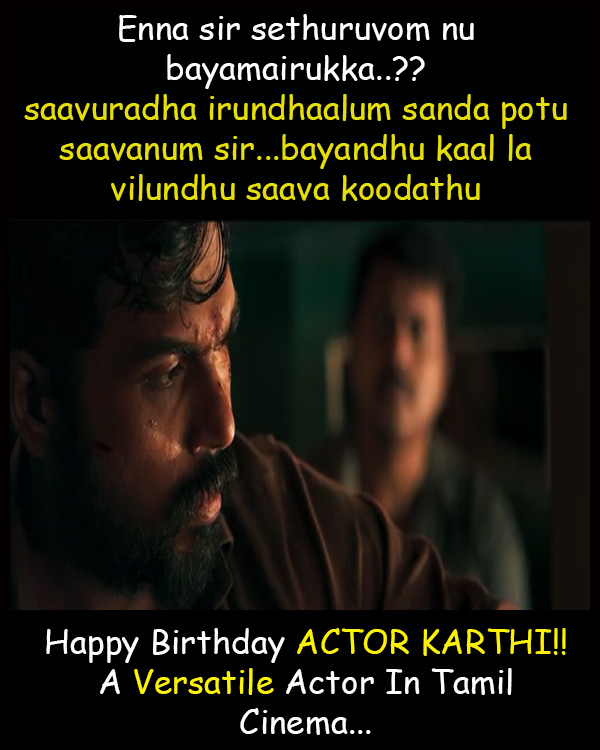 Enna sir sethuruvom nu
bayamairukka..??
saavuradha irundhaalum sanda potu
saavanum sir...bayandhu kaal la
vilundhu saava koodathu
Happy Birthday ACTOR KARTHI!!
A Versatile Actor In Tamil
Cinema...